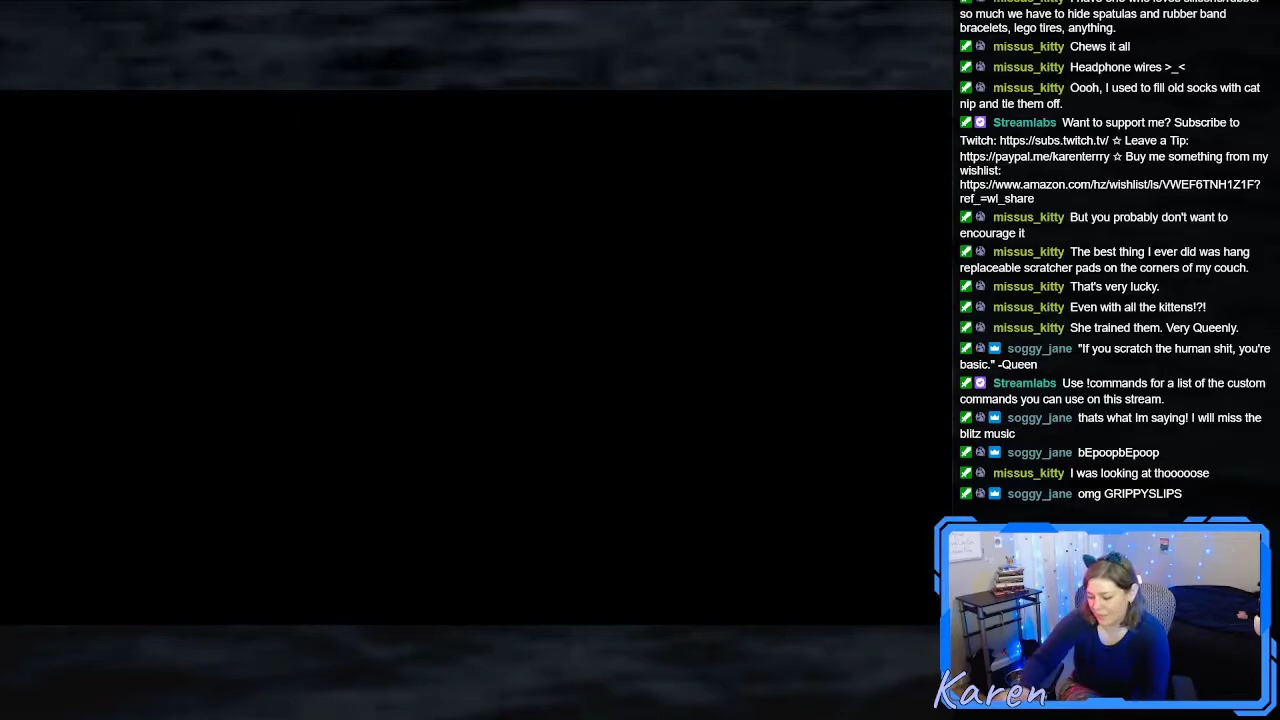 so much we have to hide spatulas and rubber band
bracelets, lego tires, anything.
missus_kitty Chews it all
missus_kitty Headphone wires >_<
missus_kitty Oooh, I used to fill old socks with cat
nip and tie them off.
Streamlabs Want to support me? Subscribe to
Twitch: https://subs.twitch.tv/ ☆ Leave a Tip:
https://paypal.me/karenterrry ☆ Buy me something from my
wishlist:
https://www.amazon.com/hz/wishlist/ls/VWEF6TNH1Z1F?
ref_=wl_share
missus_kitty But you probably don't want to
encourage it
missus_kitty The best thing I ever did was hang
replaceable scratcher pads on the corners of my couch.
missus_kitty That's very lucky.
missus_kitty Even with all the kittens!?!
missus_kitty She trained them. Very Queenly.
soggy_jane "If you scratch the human shit, you're
basic." -Queen
Streamlabs Use !commands for a list of the custom
commands you can use on this stream.
soggy_jane thats what Im saying! I will miss the
blitz music
soggy_jane bEpoopbEpoop
missus_kitty I was looking at thooooose
soggy_jane omg GRIPPYSLIPS
Karen